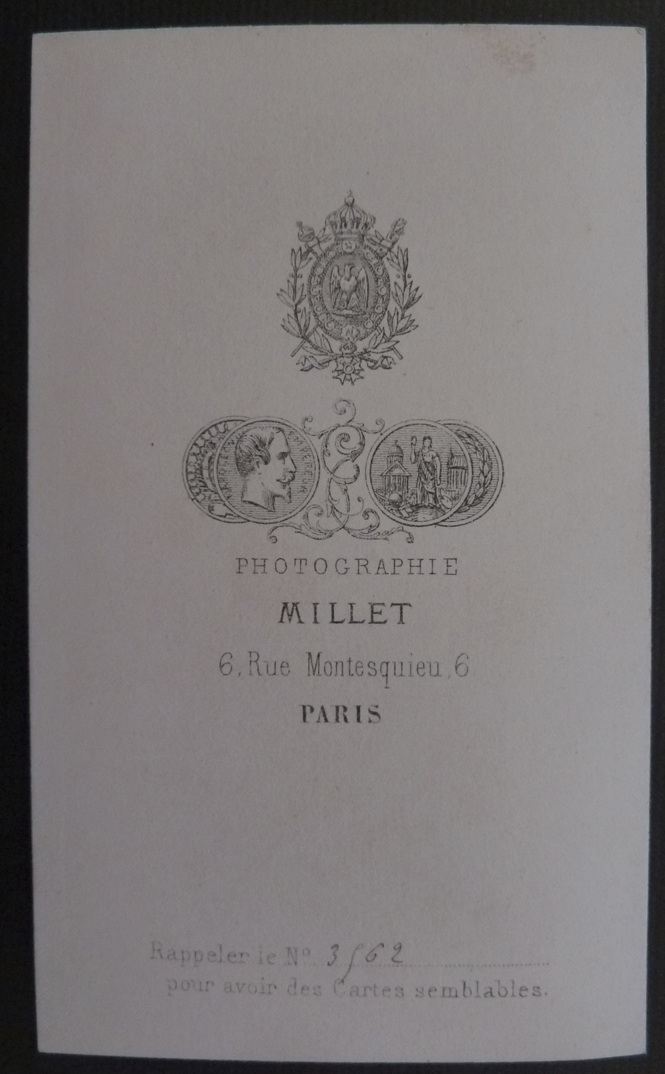 PHOTOGRAPHIE
MILLET
6, Rue Montesquieu, 6
PARIS
Rappeler le Nº 3562
pour avoir des Cartes semblables.